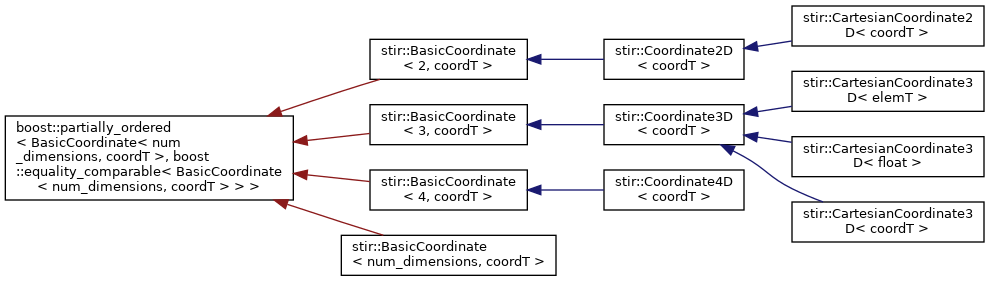 boost::partially_ordered
< BasicCoordinate< num
_dimensions, coordT >, boost
::equality_comparable< BasicCoordinate
< num_dimensions, coordT > > >
stir::BasicCoordinate
< 2, coordT >
stir::BasicCoordinate
< 3, coordT >
stir::BasicCoordinate
< 4, coordT >
stir::BasicCoordinate
< num_dimensions, coordT >
stir::Coordinate2D
< coordT >
stir::Coordinate3D
< coordT >
stir::Coordinate4D
< coordT >
stir::CartesianCoordinate2
D< coordT >
stir::CartesianCoordinate3
D< elemT >
stir::CartesianCoordinate3
D< float >
stir::CartesianCoordinate3
D< coordT >